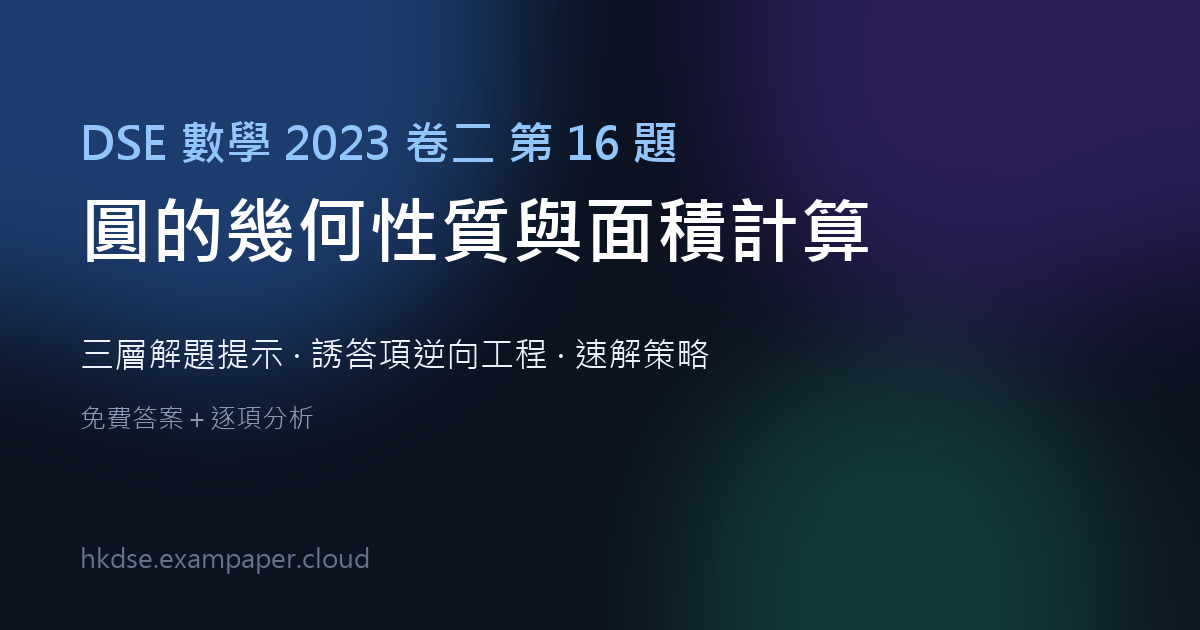 DSE 數學 2023 卷二 第 16 題
圓的幾何性質與面積計算
三層解題提示 · 誘答項逆向工程 · 速解策略
免費答案 + 逐項分析
hkdse.exampaper.cloud